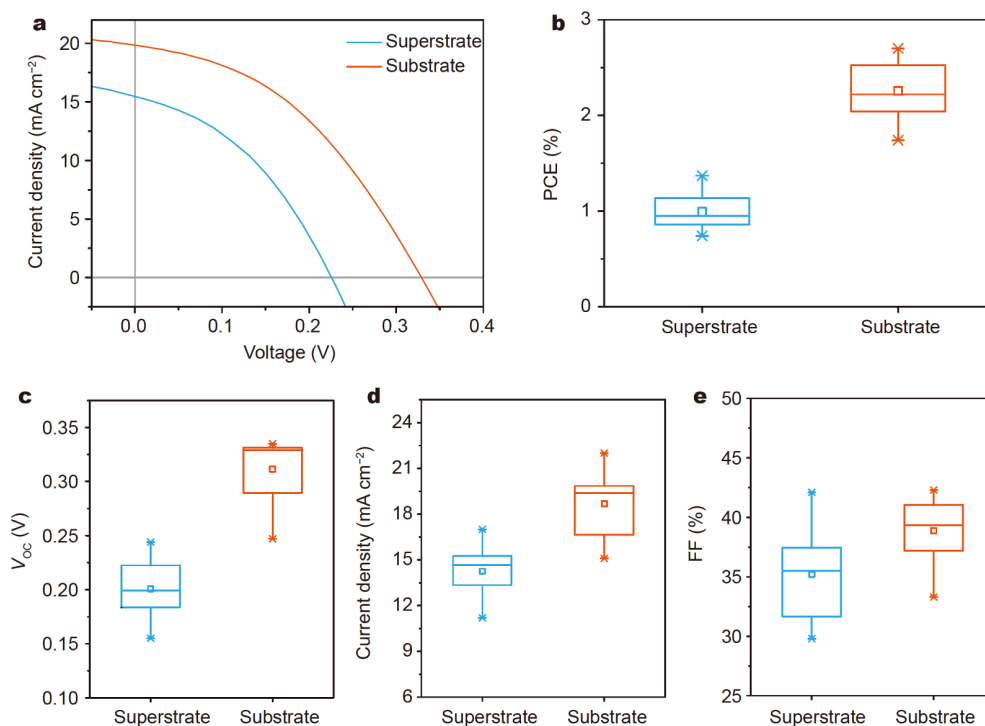 a
Current density (mA cm⁻²)
20
15
10
5
0
0.0 0.1 0.2 0.3 0.4
Voltage (V)
Superstrate
Substrate
b
PCE (%)
3
2
1
0
Superstrate Substrate
c
V_OC (V)
0.35
0.30
0.25
0.20
0.15
0.10
Superstrate Substrate
d
Current density (mA cm⁻²)
24
21
18
15
12
9
6
Superstrate Substrate
e
FF (%)
50
45
40
35
30
25
Superstrate Substrate